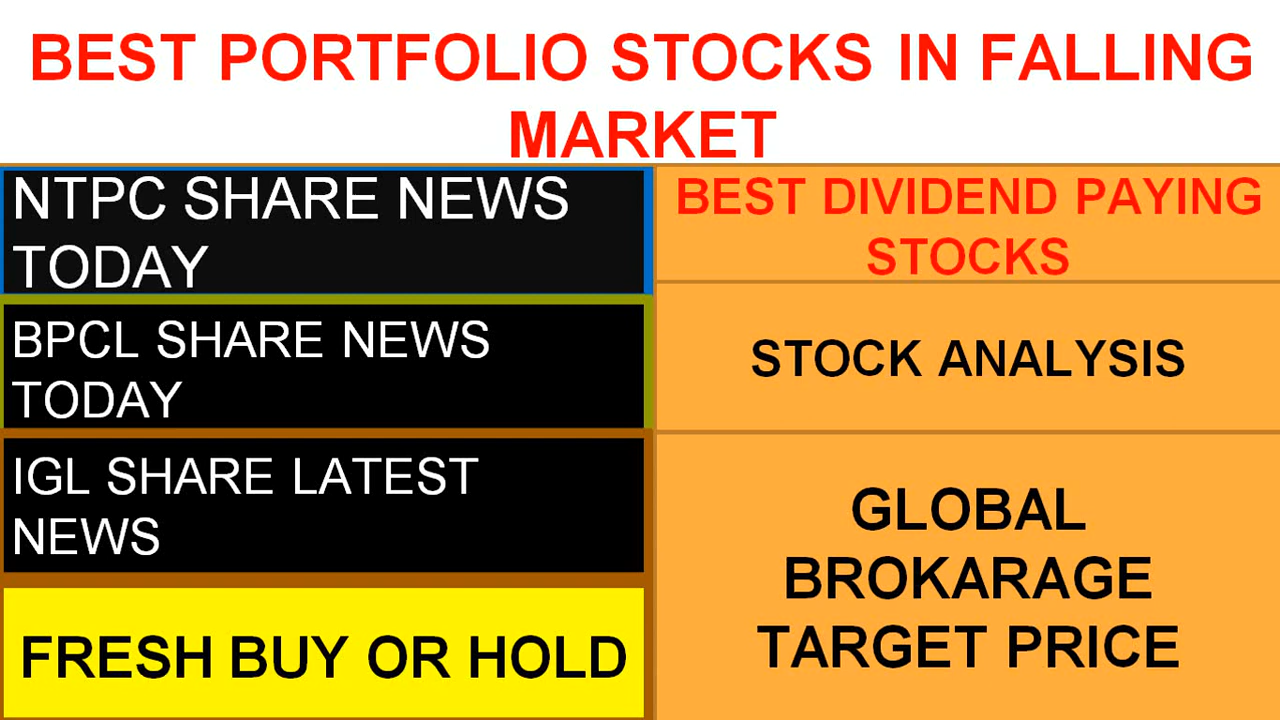 BEST PORTFOLIO STOCKS IN FALLING
MARKET
NTPC SHARE NEWS
TODAY
BPCL SHARE NEWS
TODAY
IGL SHARE LATEST
NEWS
FRESH BUY OR HOLD
BEST DIVIDEND PAYING
STOCKS
STOCK ANALYSIS
GLOBAL
BROKARAGE
TARGET PRICE